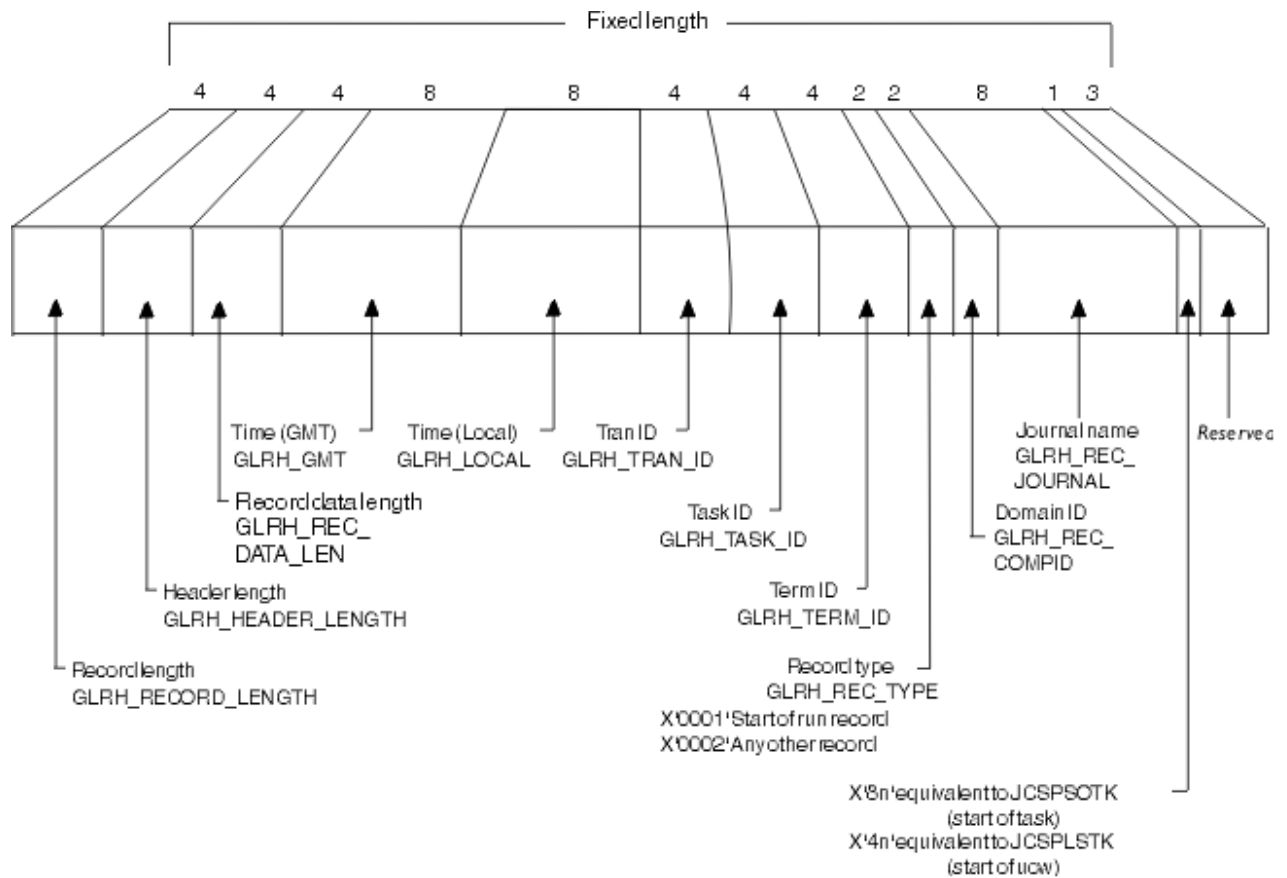 Fixed length
4 4 4 8 8 4 4 4 2 2 8 1 3
Time (GMT)
GLRH_GMT
Time (Local)
GLRH_LOCAL
Tran ID
GLRH_TRAN_ID
Journal name
GLRH_REC_
JOURNAL
Reserved
Record data length
GLRH_REC_
DATA_LEN
Task ID
GLRH_TASK_ID
Domain ID
GLRH_REC_
COMPID
Header length
GLRH_HEADER_LENGTH
Term ID
GLRH_TERM_ID
Record length
GLRH_RECORD_LENGTH
Record type
GLRH_REC_TYPE
X'0001' Start of run record
X'0002' Any other record
X'8n' equivalent to JCSPSOTK
(start of task)
X'4n' equivalent to JCSPLSTK
(start of uow)